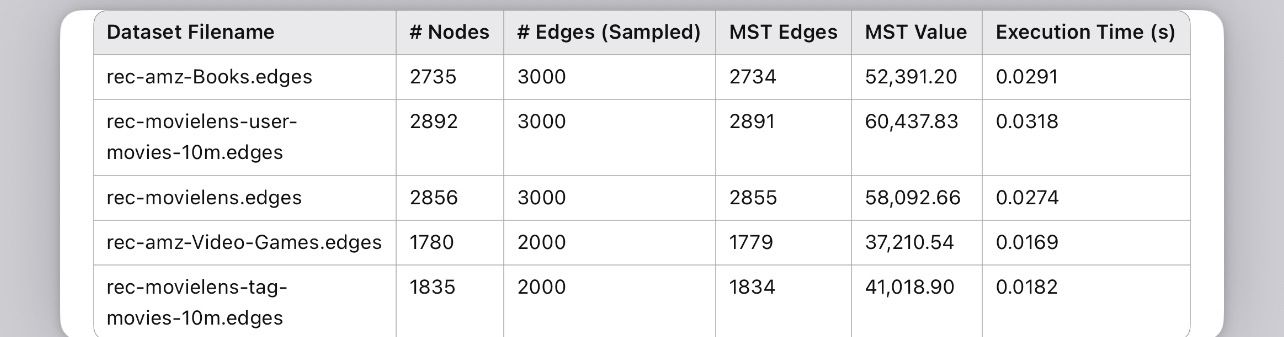 Dataset Filename # Nodes # Edges (Sampled) MST Edges MST Value Execution Time (s)
rec-amz-Books.edges 2735 3000 2734 52,391.20 0.0291
rec-movielens-user- 2892 3000 2891 60,437.83 0.0318
movies-10m.edges
rec-movielens.edges 2856 3000 2855 58,092.66 0.0274
rec-amz-Video-Games.edges 1780 2000 1779 37,210.54 0.0169
rec-movielens-tag- 1835 2000 1834 41,018.90 0.0182
movies-10m.edges